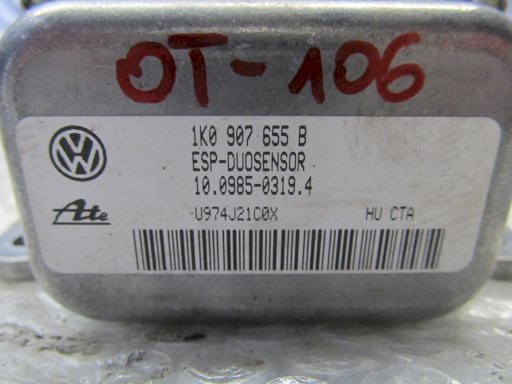 OT-106
1K0 907 655 B
ESP-DUOSENSOR
10.0985-0319.4
Ate
U974J21C0X HU CTA